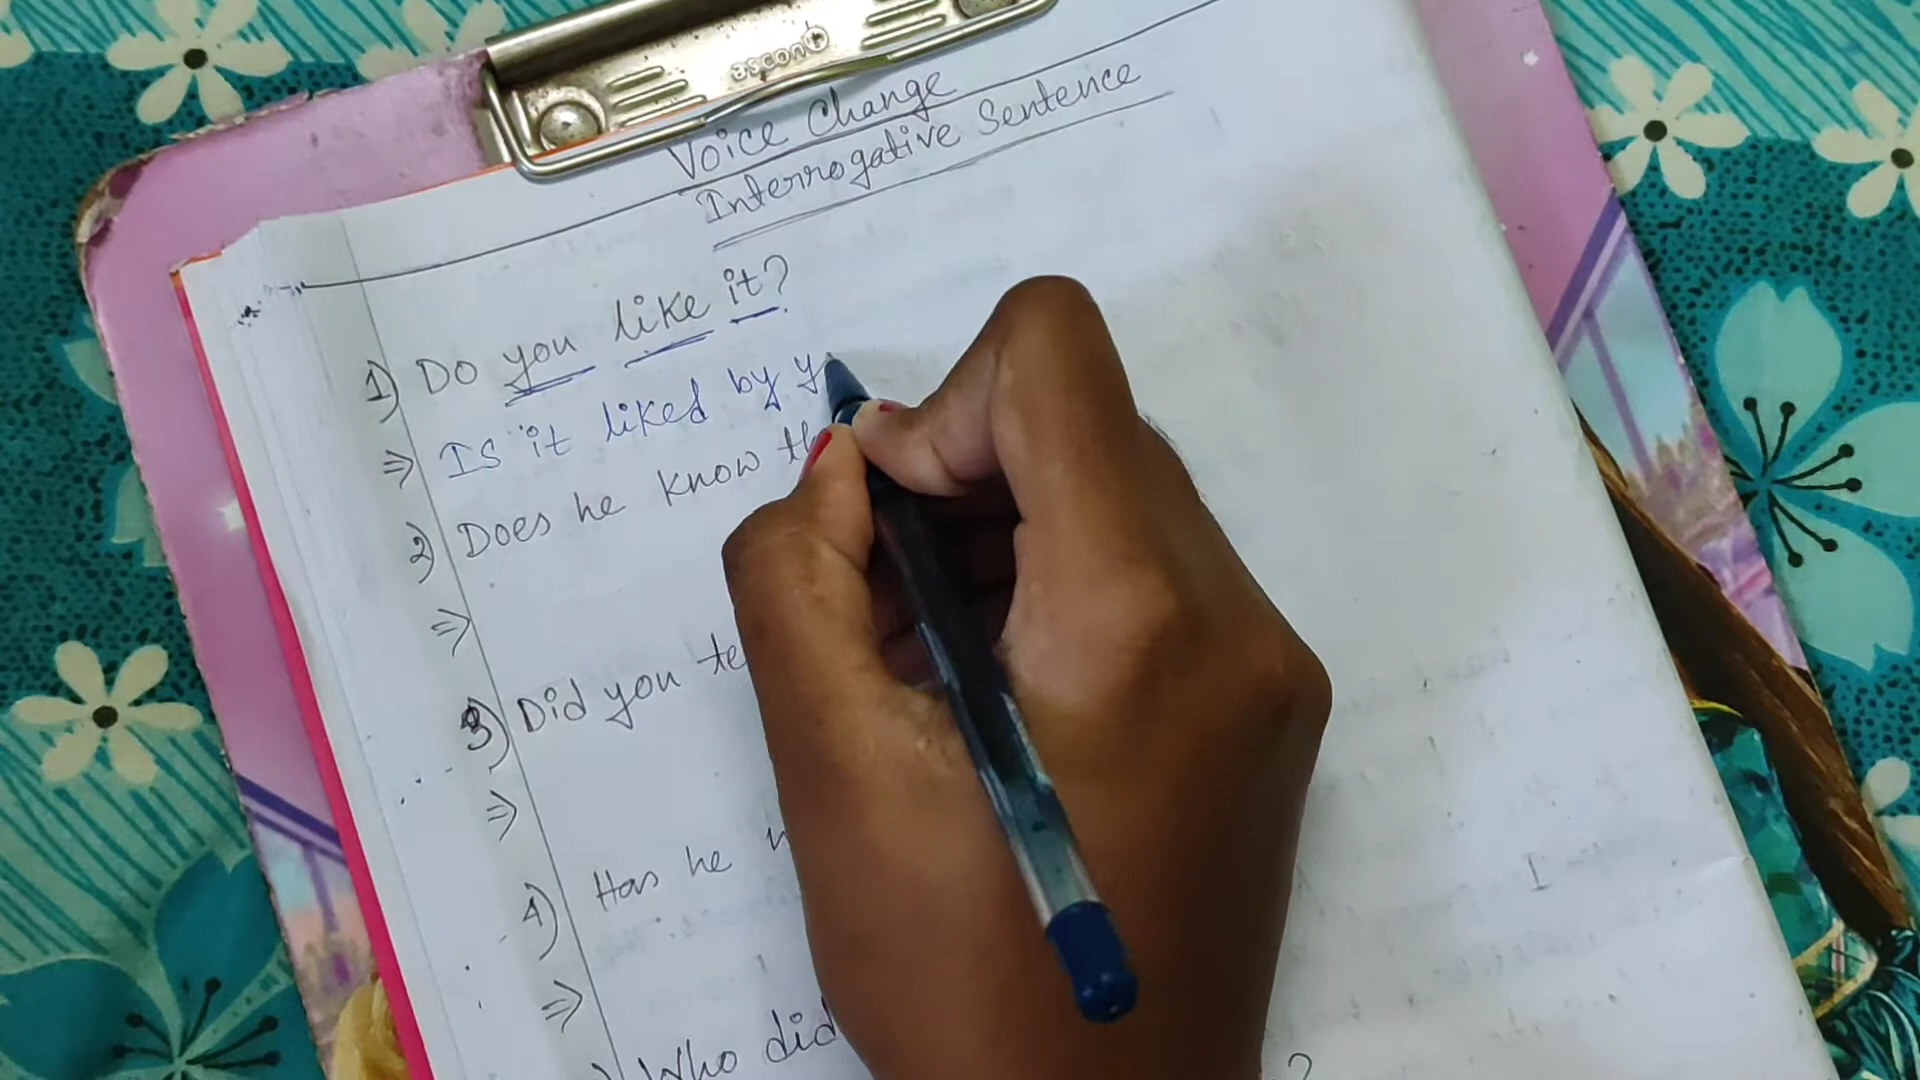 ascent
Voice Change
Interrogative Sentence
1) Do you like it?
⇒ Is it liked by y
2) Does he know th
⇒
3) Did you te
⇒
4) Has he
⇒
Who did
?